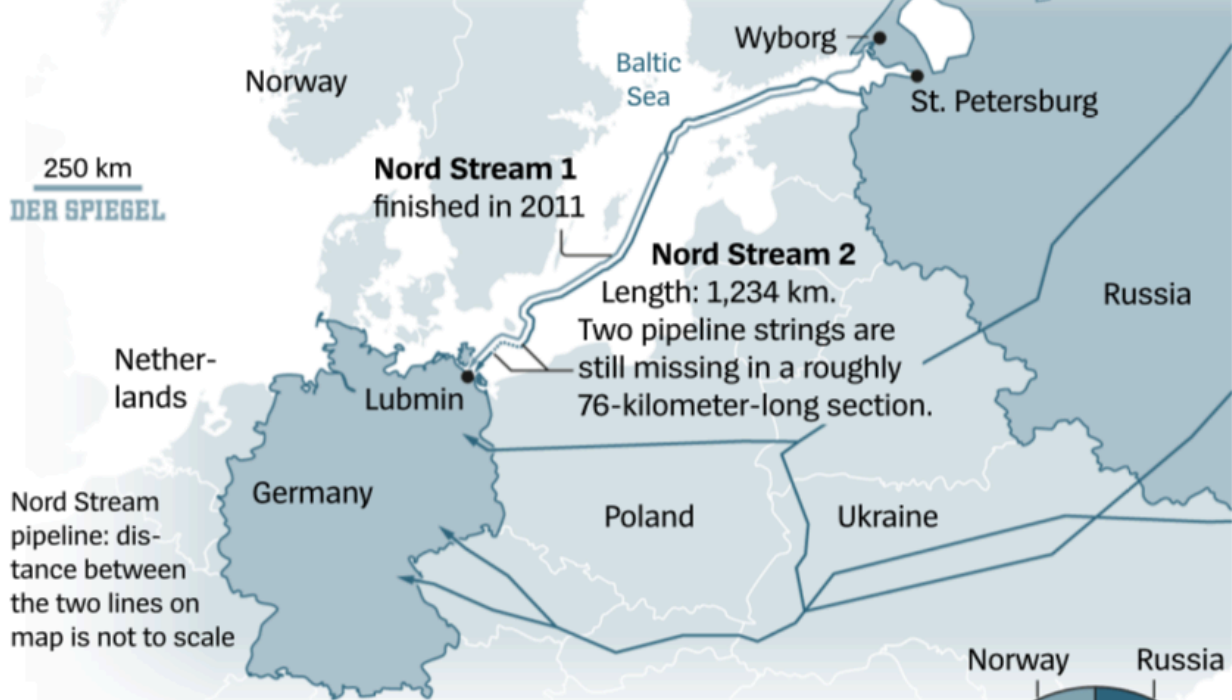 Wyborg
Baltic
Sea
Norway
St. Petersburg
250 km
DER SPIEGEL
Nord Stream 1
finished in 2011
Nord Stream 2
Length: 1,234 km.
Two pipeline strings are
still missing in a roughly
76-kilometer-long section.
Russia
Nether-
lands
Lubmin
Germany
Poland
Ukraine
Nord Stream
pipeline: dis-
tance between
the two lines on
map is not to scale
Norway
Russia